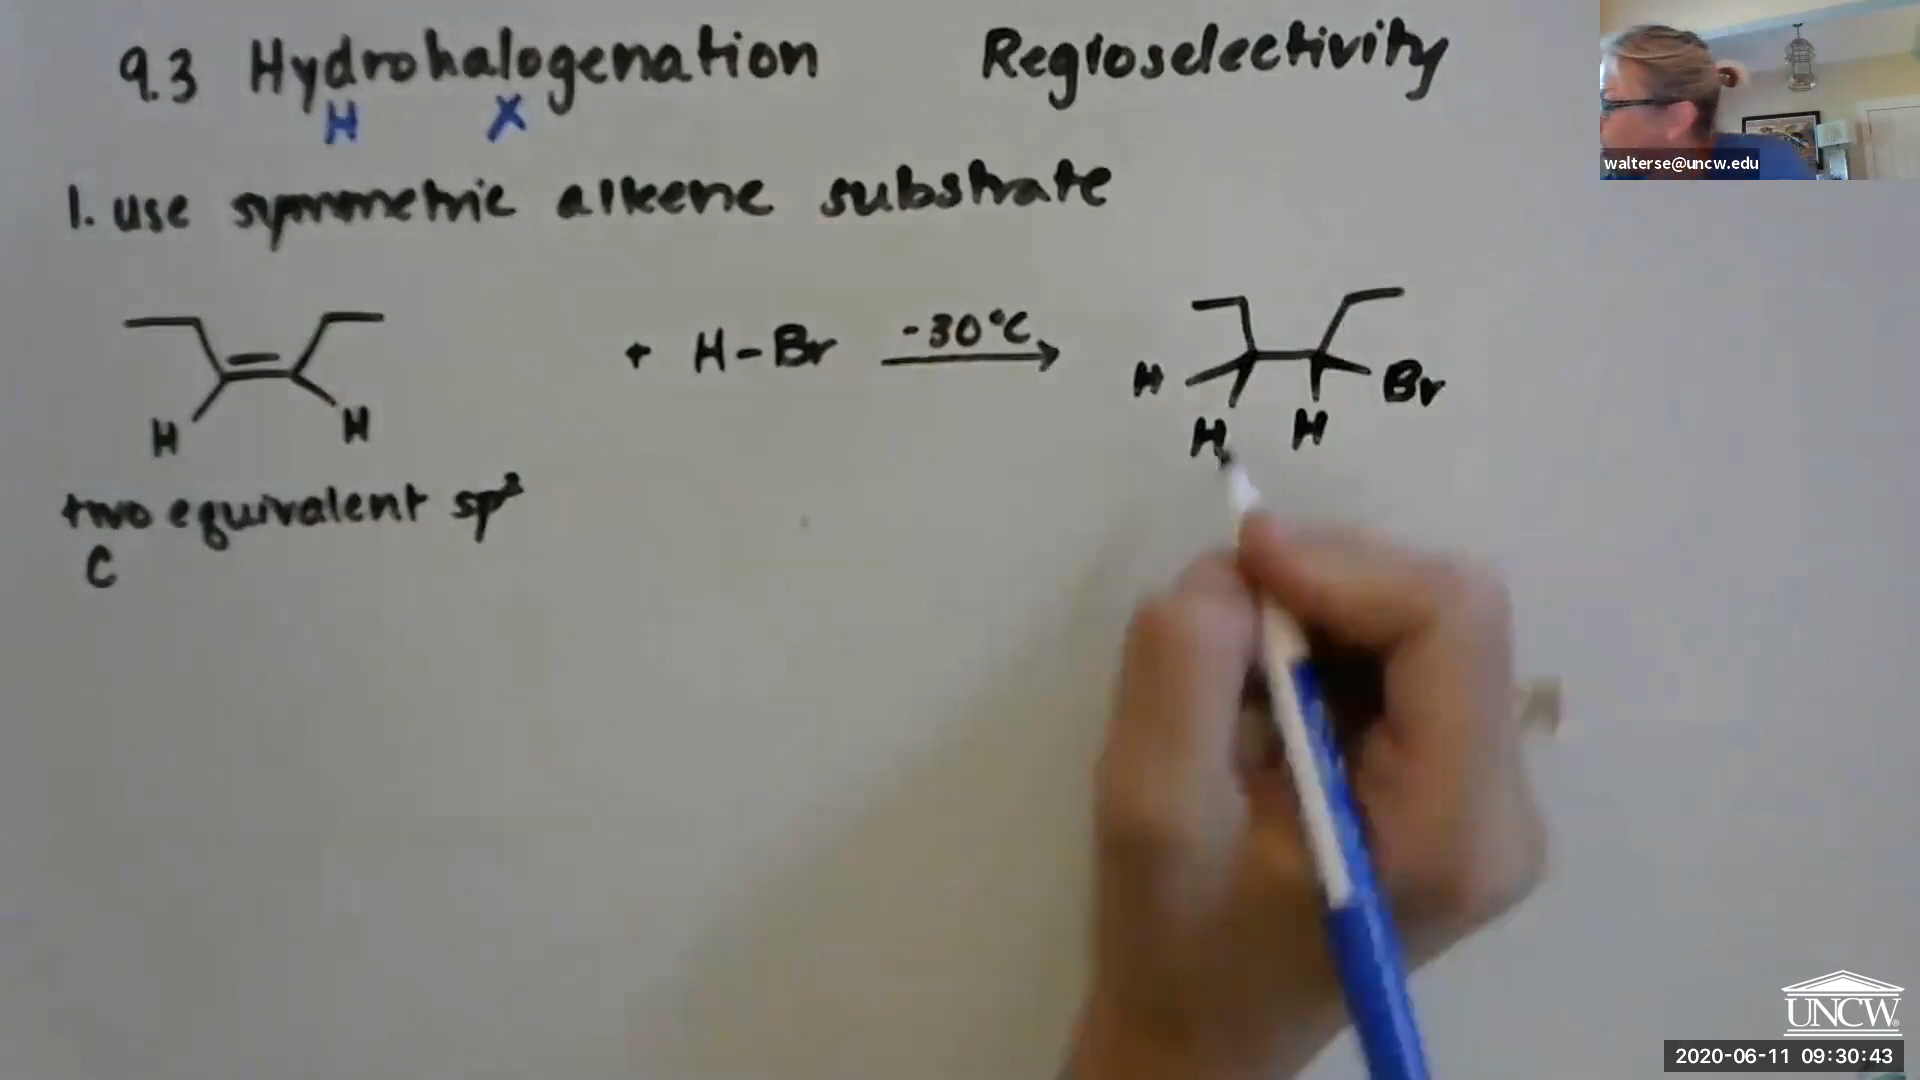 9.3 Hydrohalogenation Regioselectivity
H X
1. use symmetric alkene substrate
+ H-Br -30°C
H H
H Br
H H
two equivalent sp²
C
walterse@uncw.edu
UNCW
2020-06-11 09:30:43